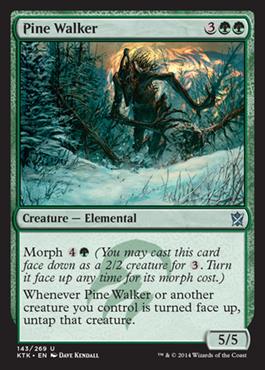 Pine Walker 3
Creature — Elemental
Morph 4 (You may cast this card
face down as a 2/2 creature for 3. Turn
it face up any time for its morph cost.)
Whenever Pine Walker or another
creature you control is turned face up,
untap that creature.
5/5
143/269 U
KTK • EN DAVE KENDALL ™ & © 2014 Wizards of the Coast